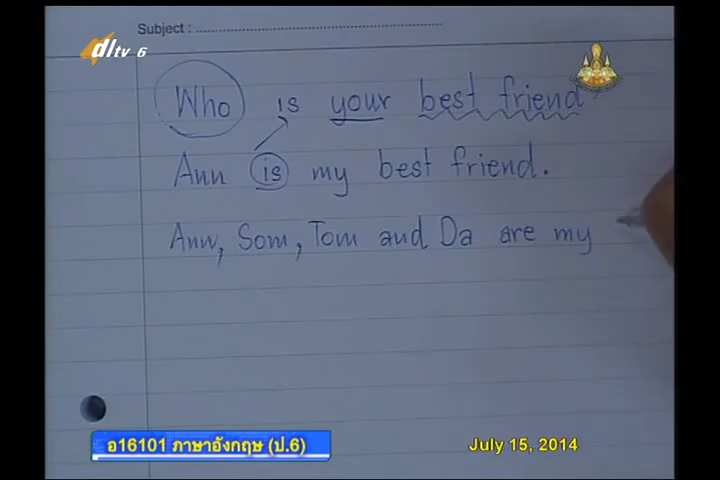 Subject :
dltv 6
Who is your best friend
Ann is my best friend.
Ann, Som, Tom and Da are my
อ16101 ภาษาอังกฤษ (ป.6)
July 15, 2014